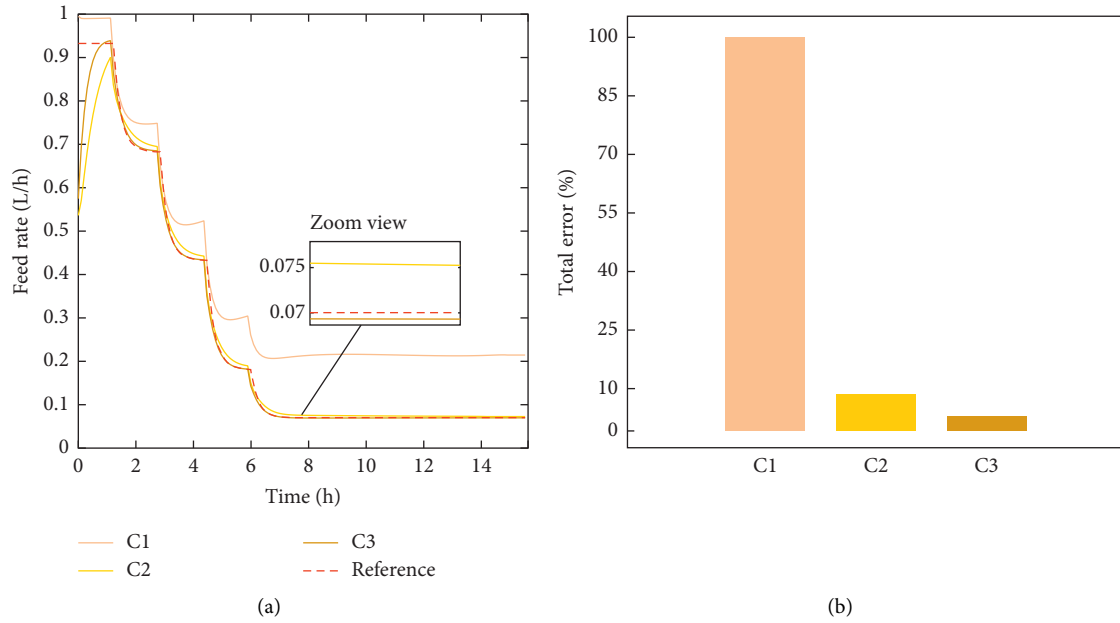 1
0.9
0.8
0.7
0.6
0.5
0.4
0.3
0.2
0.1
0
Feed rate (L/h)
Zoom view
0.075
0.07
0 2 4 6 8 10 12 14
Time (h)
C1
C2
C3
Reference
(a)
100
85
70
55
40
25
10
0
Total error (%)
C1 C2 C3
(b)